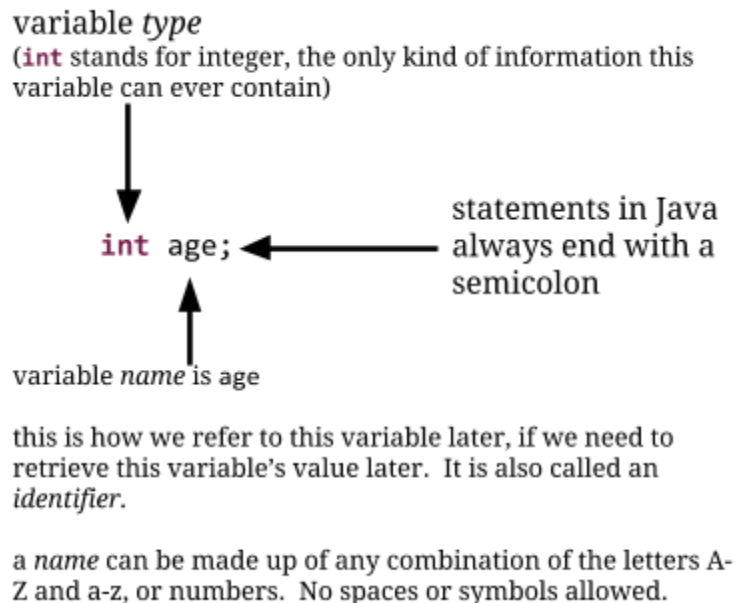 variable type
(int stands for integer, the only kind of information this
variable can ever contain)
int age;
statements in Java
always end with a
semicolon
variable name is age
this is how we refer to this variable later, if we need to
retrieve this variable’s value later.  It is also called an
identifier.
a name can be made up of any combination of the letters A-
Z and a-z, or numbers.  No spaces or symbols allowed.